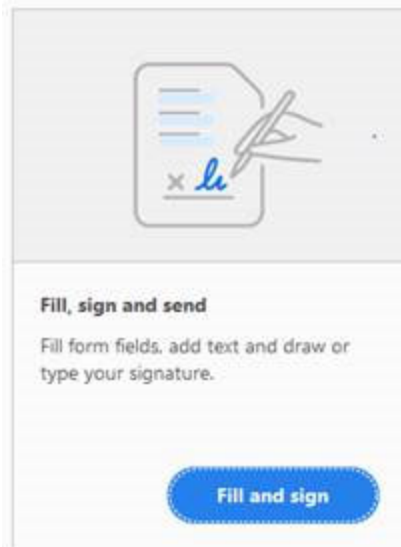 Fill, sign and send
Fill form fields, add text and draw or
type your signature.
Fill and sign